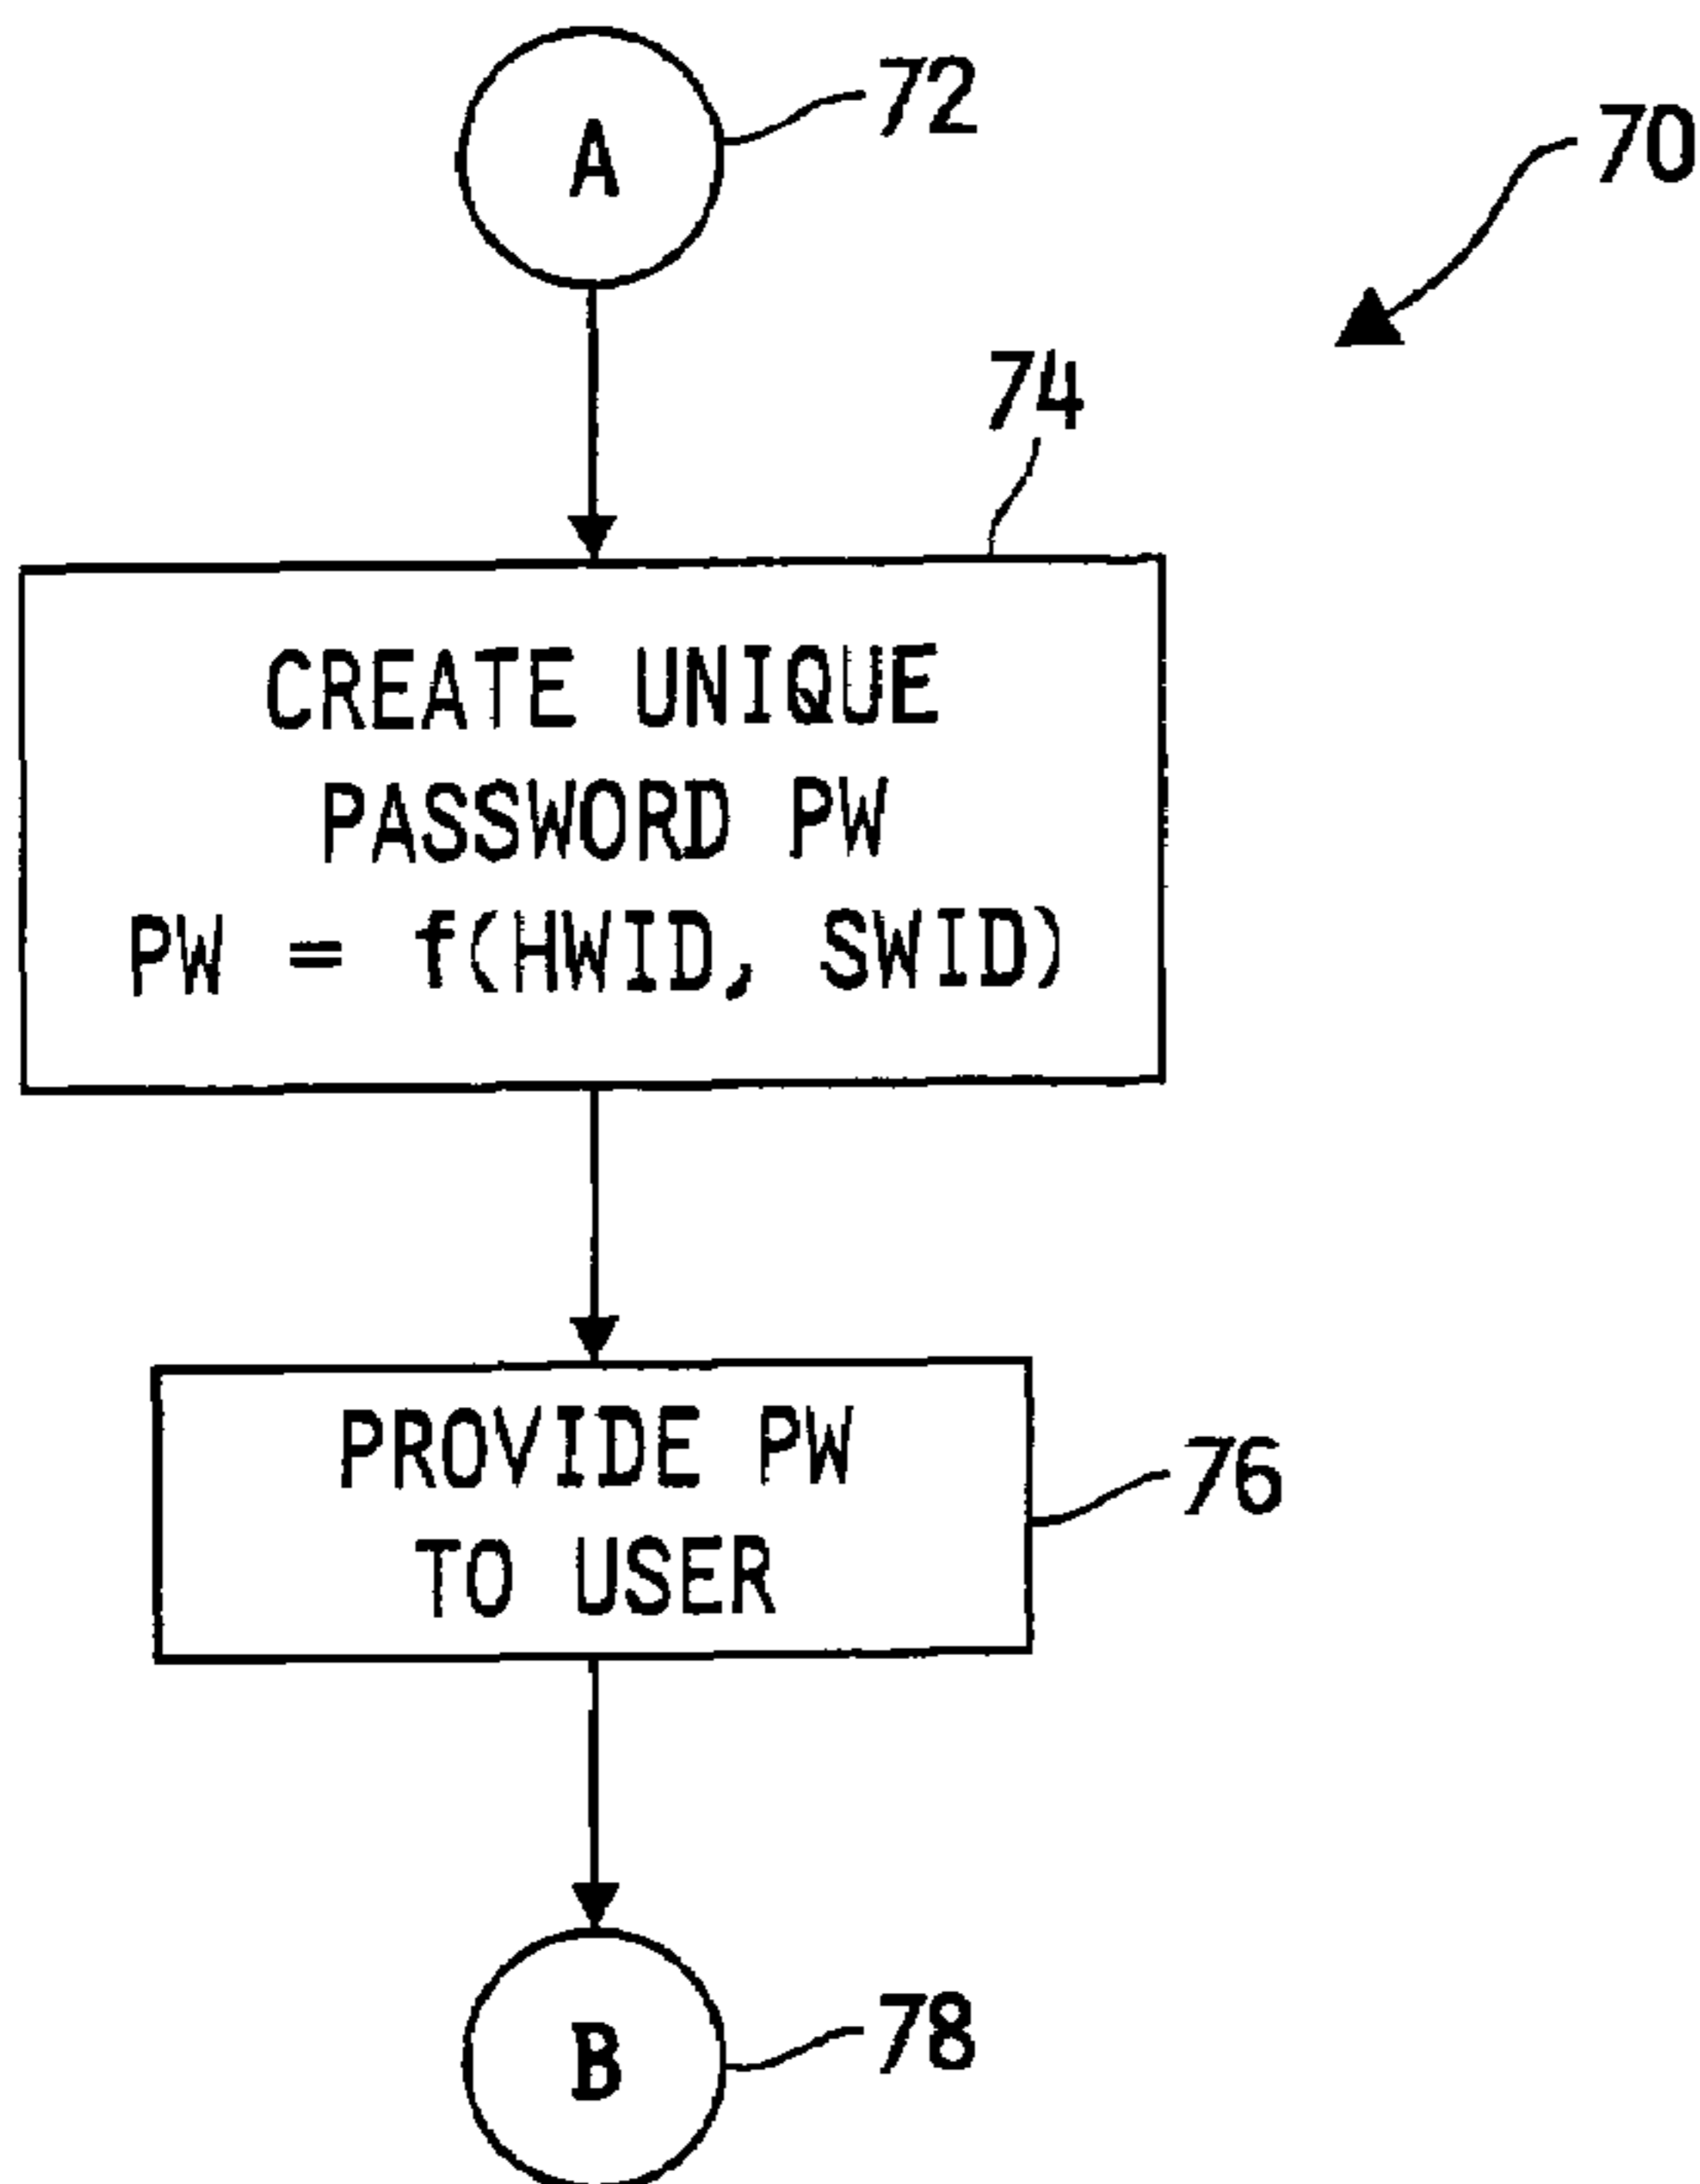 A
72
70
74
CREATE UNIQUE
PASSWORD PW
PW = f(HWID, SWID)
PROVIDE PW
TO USER
76
B
78